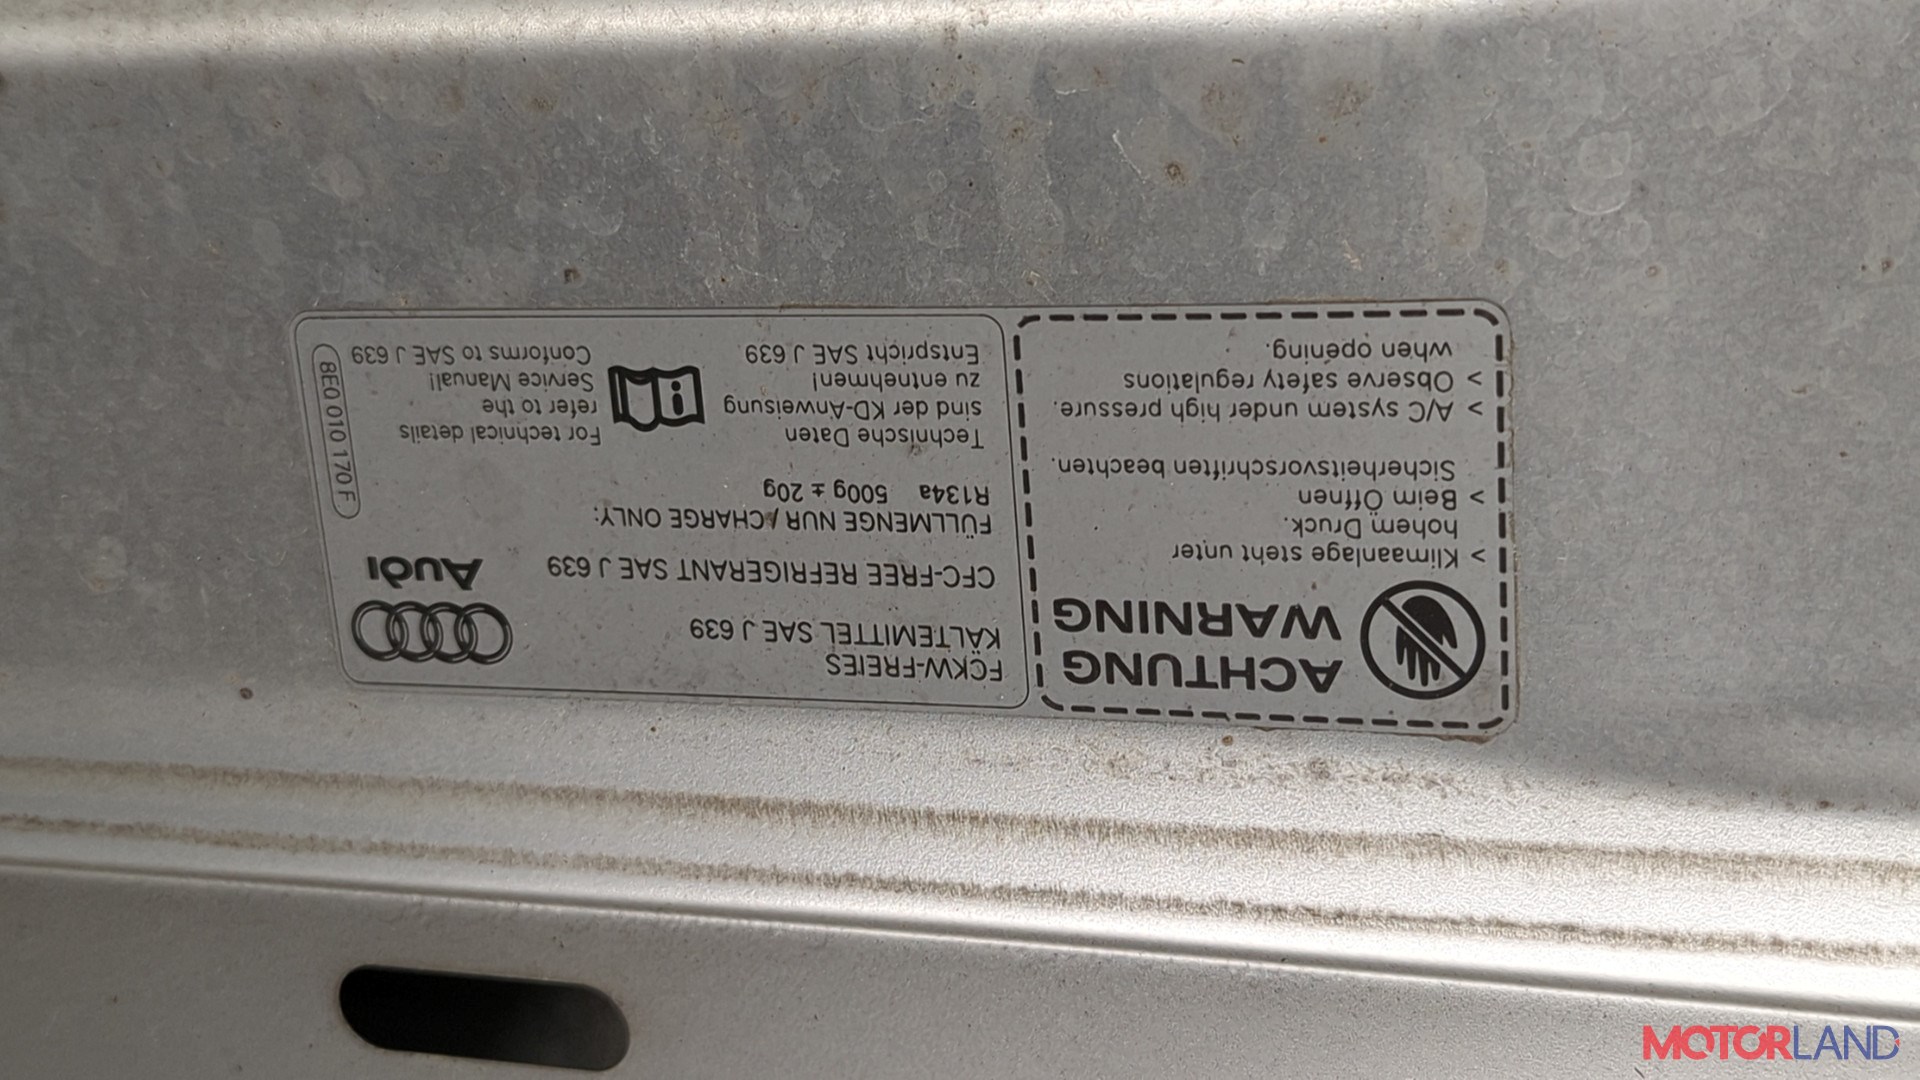 ACHTUNG
WARNING
> Klimaanlage steht unter
hohem Druck.
> Beim Öffnen
Sicherheitsvorschriften beachten.
> A/C system under high pressure.
> Observe safety regulations
when opening.
FCKW-FREIES
KÄLTEMITTEL SAE J 639
CFC-FREE REFRIGERANT SAE J 639
Audi
FÜLLMENGE NUR / CHARGE ONLY:
R134a 500g ± 20g
Technische Daten
sind der KD-Anweisung
zu entnehmen!
Entspricht SAE J 639
For technical details
refer to the
Service Manual!
Conforms to SAE J 639
8E0 010 170 F
MOTORLAND